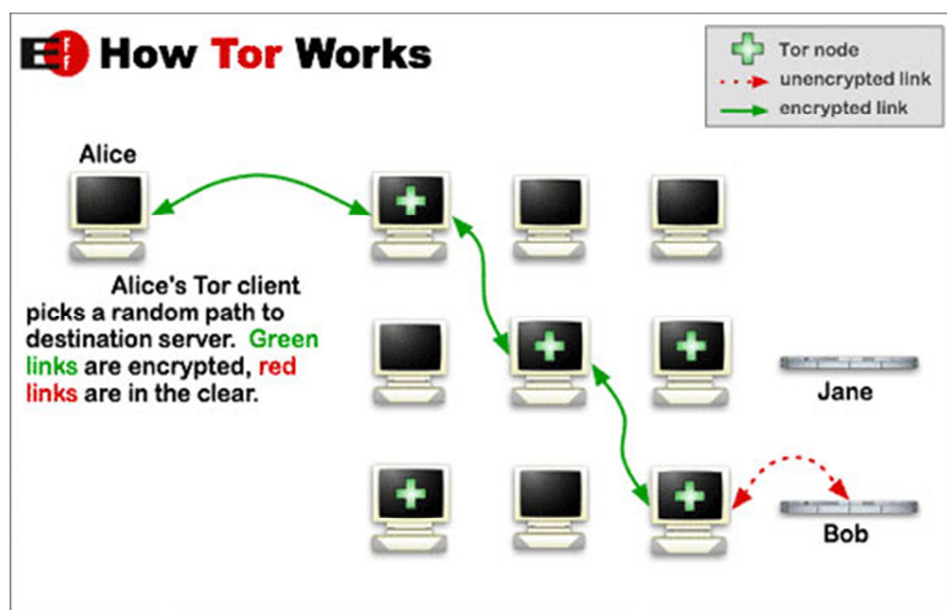 EFF How Tor Works
Tor node
unencrypted link
encrypted link
Alice
Alice's Tor client
picks a random path to
destination server. Green
links are encrypted, red
links are in the clear.
Jane
Bob